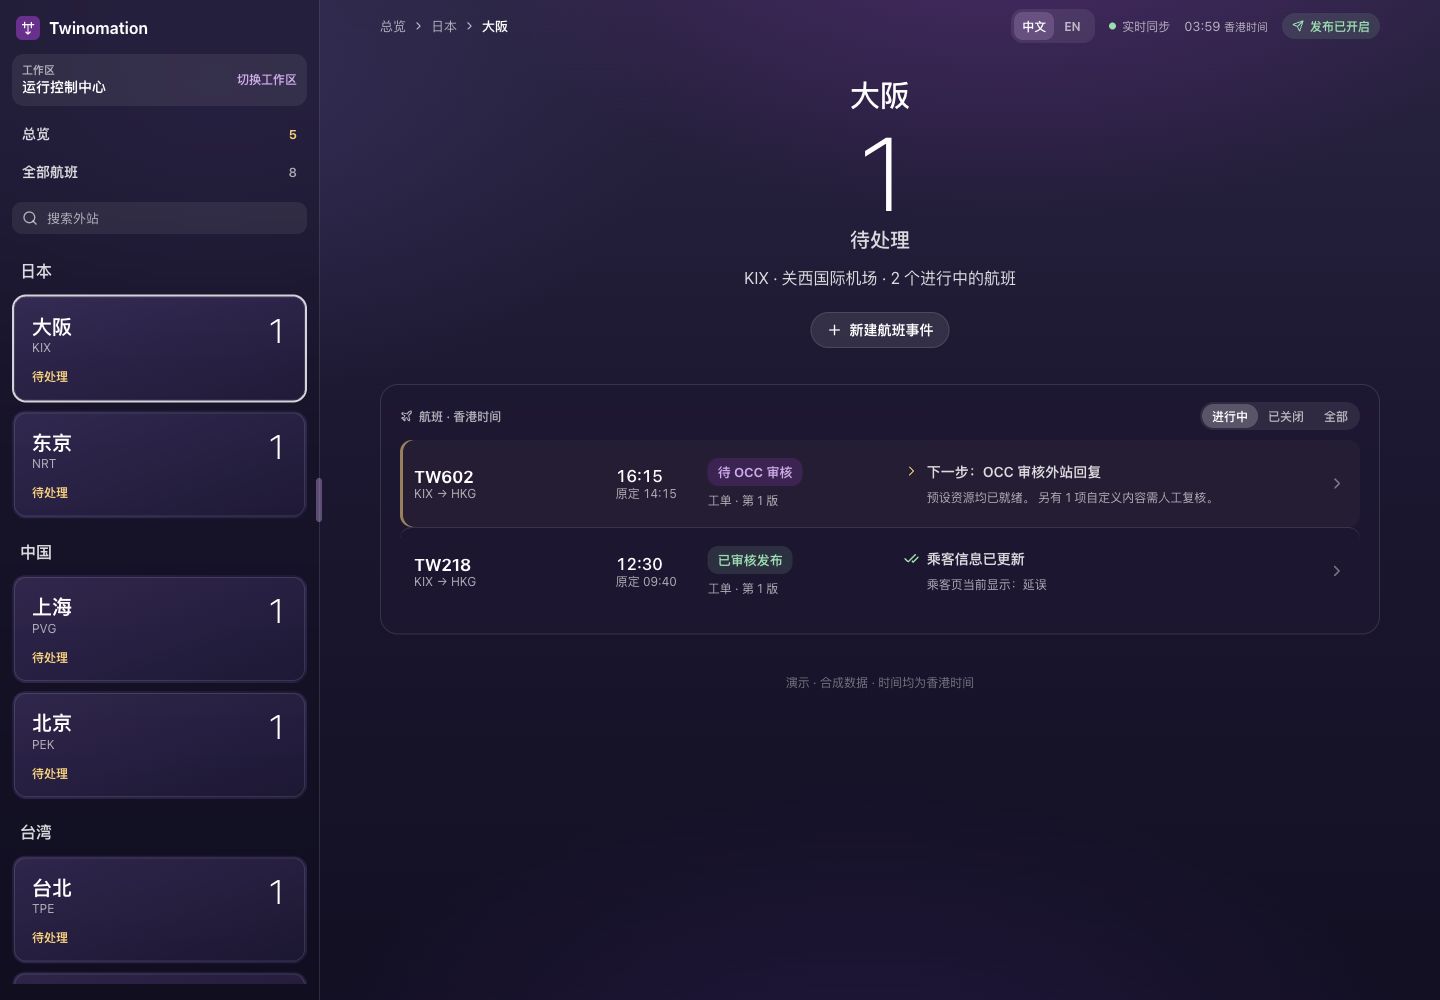 Twinomation
工作区
运行控制中心
切换工作区
总览 5
全部航班 8
搜索外站
日本
大阪 1
KIX
待处理
东京 1
NRT
待处理
中国
上海 1
PVG
待处理
北京 1
PEK
待处理
台湾
台北 1
TPE
待处理
总览 > 日本 > 大阪
中文 EN
实时同步
03:59 香港时间
发布已开启
大阪
1
待处理
KIX · 关西国际机场 · 2 个进行中的航班
+ 新建航班事件
航班 · 香港时间
进行中 已关闭 全部
TW602
KIX → HKG
16:15
原定 14:15
待 OCC 审核
工单 · 第 1 版
下一步：OCC 审核外站回复
预设资源均已就绪。 另有 1 项自定义内容需人工复核。
TW218
KIX → HKG
12:30
原定 09:40
已审核发布
工单 · 第 1 版
乘客信息已更新
乘客页当前显示：延误
演示 · 合成数据 · 时间均为香港时间